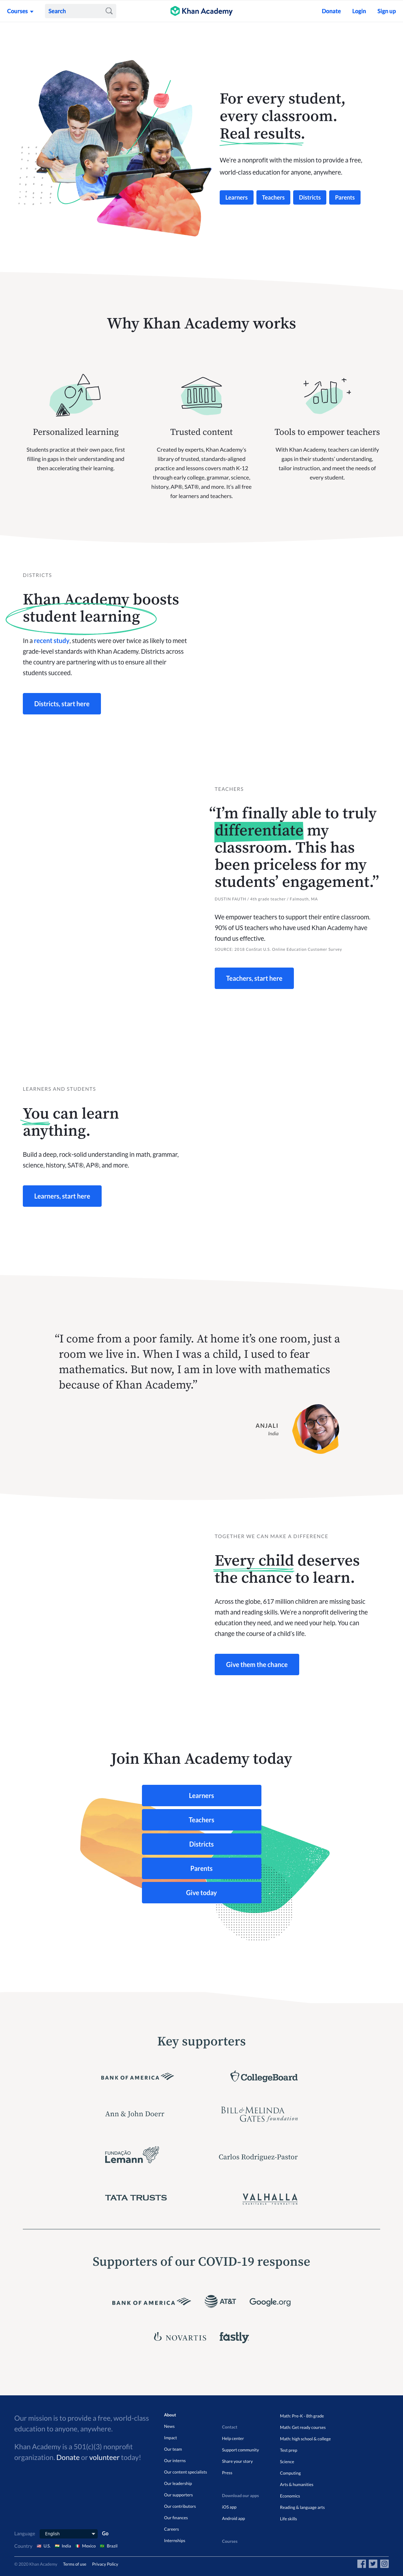 Courses
Search
Khan Academy
Donate
Login
Sign up
For every student,
every classroom.
Real results.
We're a nonprofit with the mission to provide a free,
world-class education for anyone, anywhere.
Learners
Teachers
Districts
Parents
Why Khan Academy works
Personalized learning
Students practice at their own pace, first
filling in gaps in their understanding and
then accelerating their learning.
Trusted content
Created by experts, Khan Academy's
library of trusted, standards-aligned
practice and lessons covers math K-12
through early college, grammar, science,
history, AP®, SAT®, and more. It's all free
for learners and teachers.
Tools to empower teachers
With Khan Academy, teachers can identify
gaps in their students' understanding,
tailor instruction, and meet the needs of
every student.
DISTRICTS
Khan Academy boosts
student learning
In a recent study, students were over twice as likely to meet
grade-level standards with Khan Academy. Districts across
the country are partnering with us to ensure all their
students succeed.
Districts, start here
TEACHERS
“I'm finally able to truly
differentiate my
classroom. This has
been priceless for my
students' engagement.”
DUSTIN FAUTH / 4th grade teacher / Falmouth, MA
We empower teachers to support their entire classroom.
90% of US teachers who have used Khan Academy have
found us effective.
SOURCE: 2018 ConStat U.S. Online Education Customer Survey
Teachers, start here
LEARNERS AND STUDENTS
You can learn
anything.
Build a deep, rock-solid understanding in math, grammar,
science, history, SAT®, AP®, and more.
Learners, start here
“I come from a poor family. At home it's one room, just a
room we live in. When I was a child, I used to fear
mathematics. But now, I am in love with mathematics
because of Khan Academy.”
ANJALI
India
TOGETHER WE CAN MAKE A DIFFERENCE
Every child deserves
the chance to learn.
Across the globe, 617 million children are missing basic
math and reading skills. We're a nonprofit delivering the
education they need, and we need your help. You can
change the course of a child's life.
Give them the chance
Join Khan Academy today
Learners
Teachers
Districts
Parents
Give today
Key supporters
BANK OF AMERICA
CollegeBoard
Ann & John Doerr
BILL & MELINDA
GATES foundation
FUNDAÇÃO
Lemann
Carlos Rodriguez-Pastor
TATA TRUSTS
VALHALLA
CHARITABLE FOUNDATION
Supporters of our COVID-19 response
BANK OF AMERICA
AT&T
Google.org
NOVARTIS
fastly
Our mission is to provide a free, world-class
education to anyone, anywhere.
Khan Academy is a 501(c)(3) nonprofit
organization. Donate or volunteer today!
About
News
Impact
Our team
Our interns
Our content specialists
Our leadership
Our supporters
Our contributors
Our finances
Careers
Internships
Contact
Help center
Support community
Share your story
Press
Download our apps
iOS app
Android app
Courses
Math: Pre-K - 8th grade
Math: Get ready courses
Math: high school & college
Test prep
Science
Computing
Arts & humanities
Economics
Reading & language arts
Life skills
Language
English
Go
Country
U.S.
India
Mexico
Brazil
© 2020 Khan Academy
Terms of use
Privacy Policy